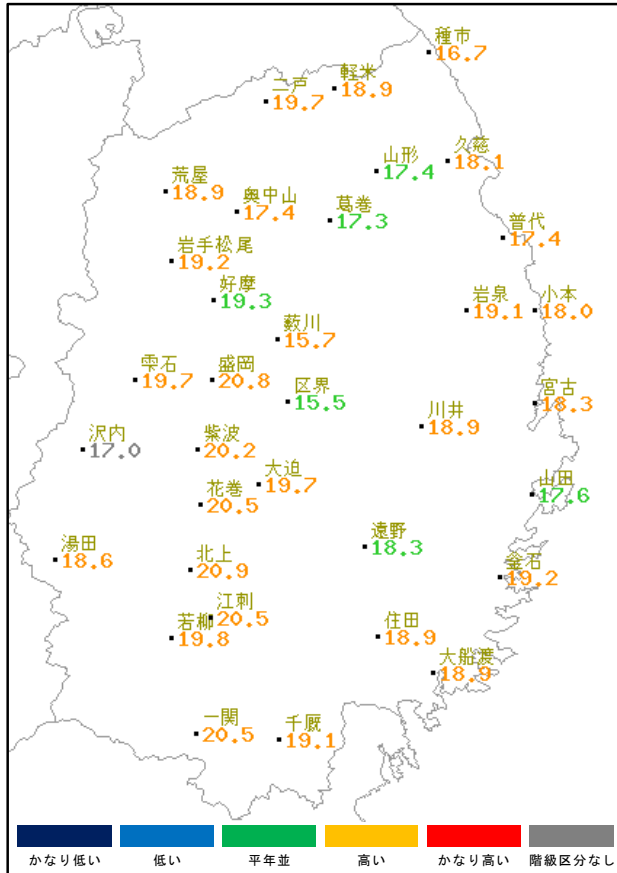 種市
16.7
軽米
18.9
二戸
19.7
久慈
18.1
山形
17.4
荒屋
18.9
奥中山
17.4
葛巻
17.3
普代
17.4
岩手松尾
19.2
好摩
19.3
岩泉
19.1
小本
18.0
薮川
15.7
雫石
19.7
盛岡
20.8
区界
15.5
宮古
18.3
川井
18.9
沢内
17.0
紫波
20.2
大迫
19.7
花巻
20.5
山田
17.6
遠野
18.3
湯田
18.6
北上
20.9
釜石
19.2
江刺
20.5
若柳
19.8
住田
18.9
大船渡
18.9
一関
20.5
千厩
19.1
かなり低い 低い 平年並 高い かなり高い 階級区分なし